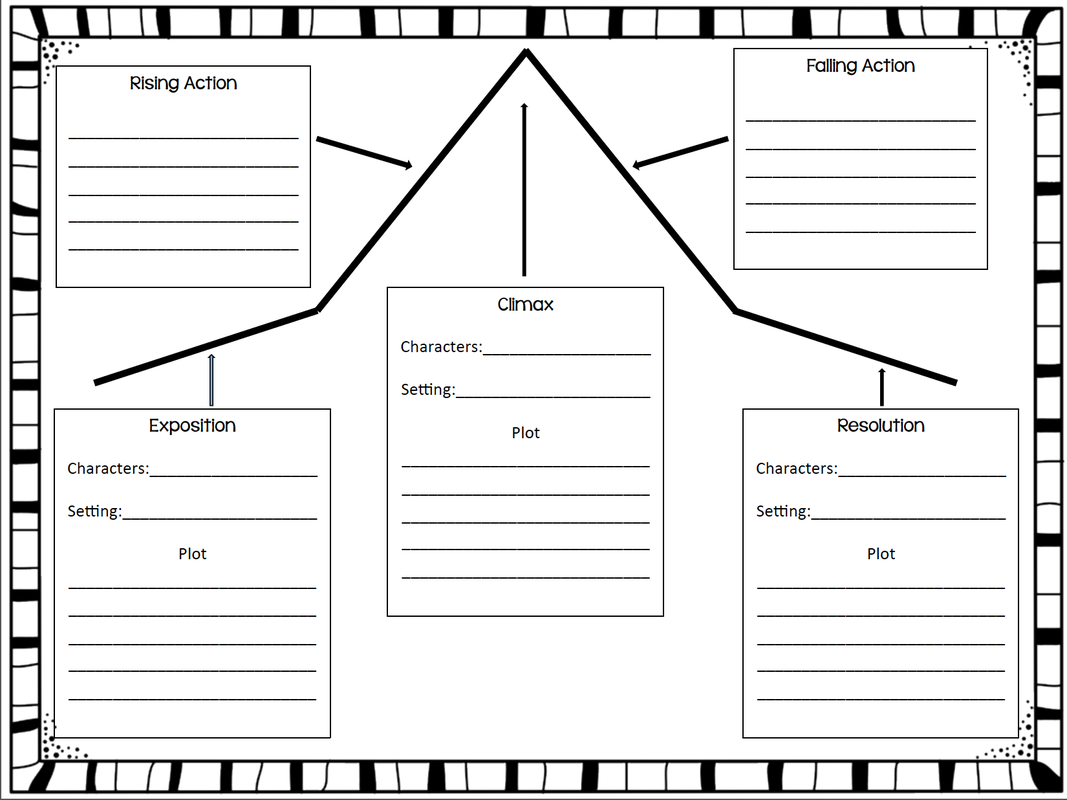 Rising Action
Falling Action
Climax
Characters:
Setting:
Plot
Exposition
Characters:
Setting:
Plot
Resolution
Characters:
Setting:
Plot